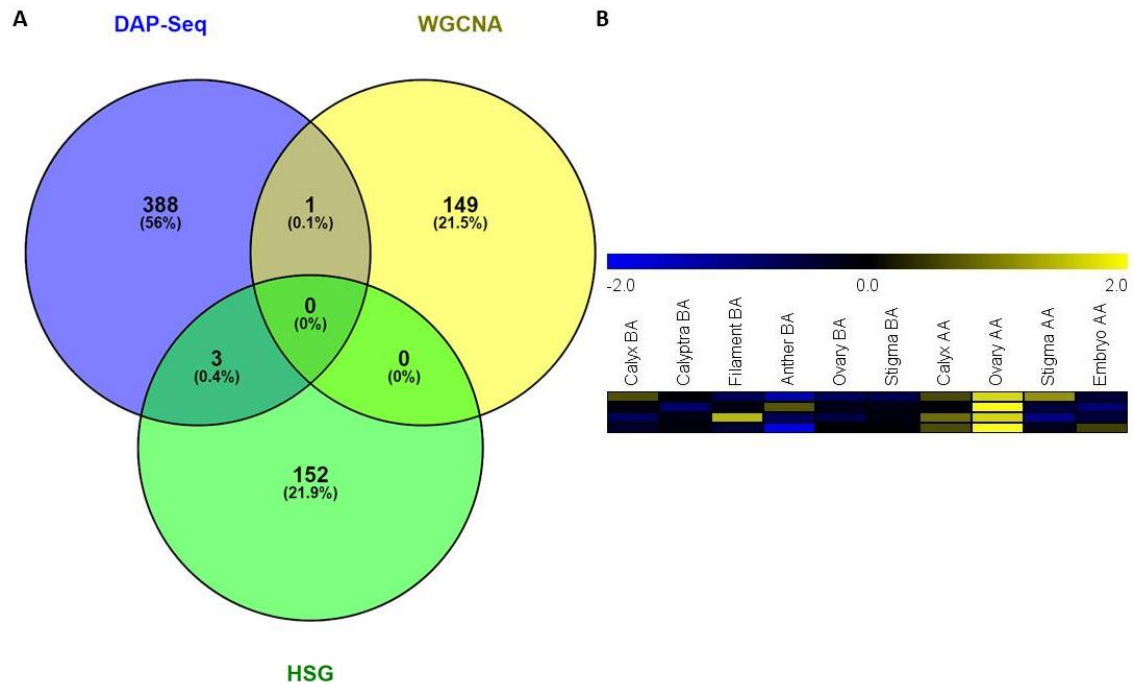 A
DAP-Seq
WGCNA
388
(56%)
1
(0.1%)
149
(21.5%)
0
(0%)
3
(0.4%)
0
(0%)
152
(21.9%)
HSG
B
-2.0
0.0
2.0
Calyx BA
Calyptra BA
Filament BA
Anther BA
Ovary BA
Stigma BA
Calyx AA
Ovary AA
Stigma AA
Embryo AA